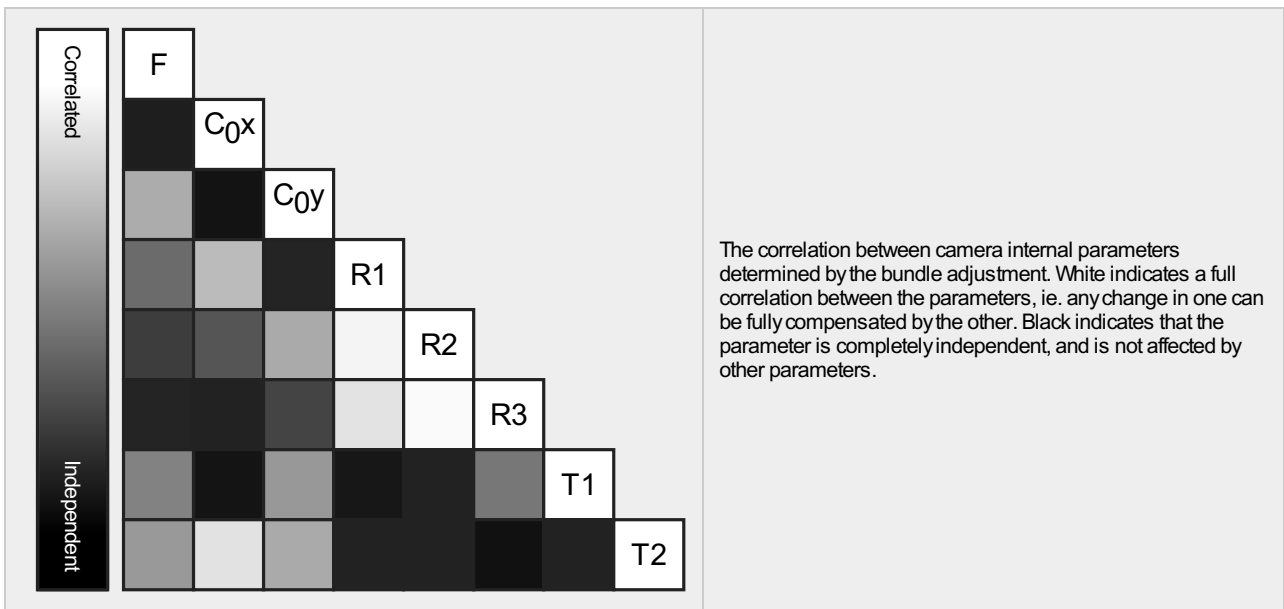 Correlated
Independent
F
C0x
C0y
R1
R2
R3
T1
T2
The correlation between camera internal parameters
determined by the bundle adjustment. White indicates a full
correlation between the parameters, ie. any change in one can
be fully compensated by the other. Black indicates that the
parameter is completely independent, and is not affected by
other parameters.